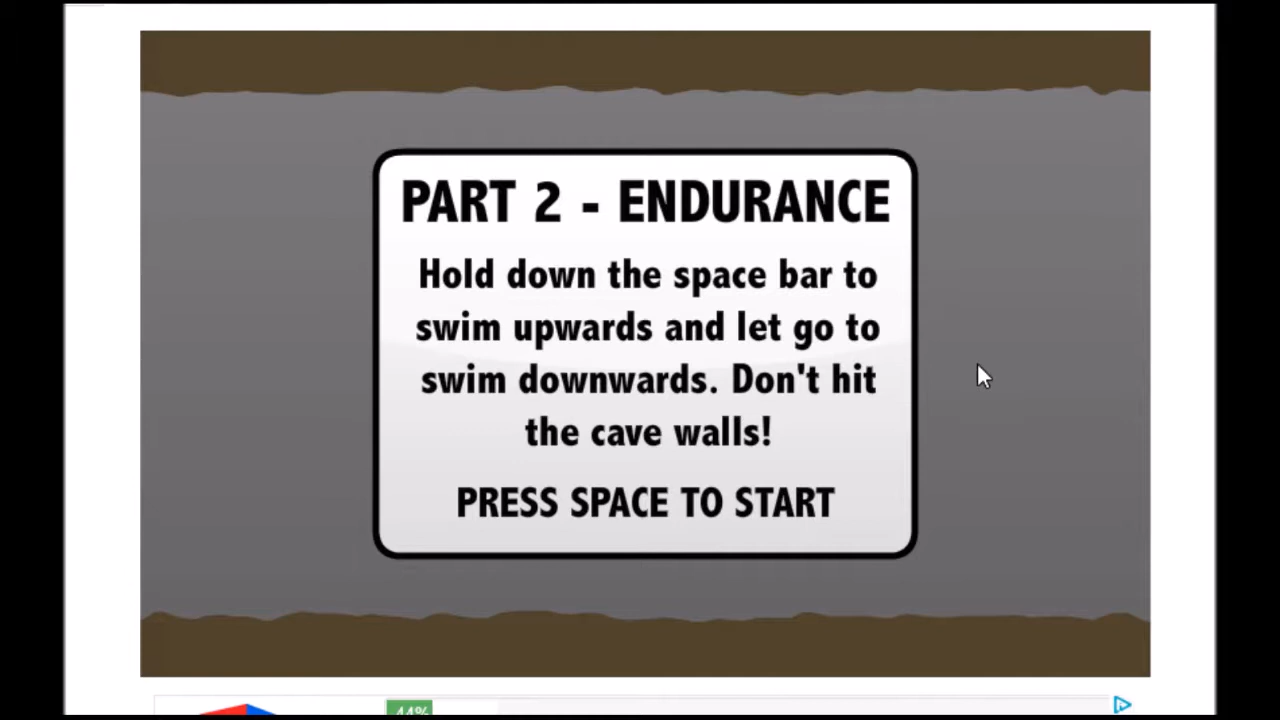 PART 2 - ENDURANCE
Hold down the space bar to
swim upwards and let go to
swim downwards. Don't hit
the cave walls!
PRESS SPACE TO START
44%